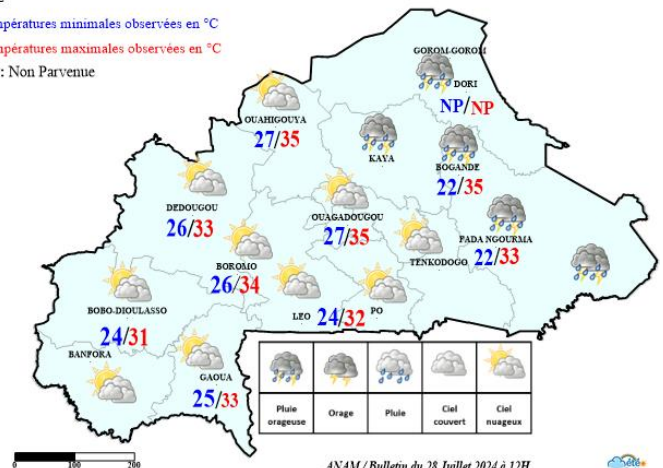 pératures minimales observées en °C
pératures maximales observées en °C
: Non Parvenue
GOROM-GOROM
DORI
NP/NP
OUAHIGOUYA
27/35
KAYA
BOGANDE
22/35
DEDOUGOU
26/33
OUAGADOUGOU
27/35
FADA NGOURMA
22/33
TENKODOGO
BOROMO
26/34
BOBO-DIOULASSO
24/31
LEO 24/32 PO
BANFORA
GAOUA
25/33
Pluie orageuse
Orage
Pluie
Ciel couvert
Ciel nuageux
0 100 200
ANAM / Bulletin du 28 Juillet 2024 à 12H
été